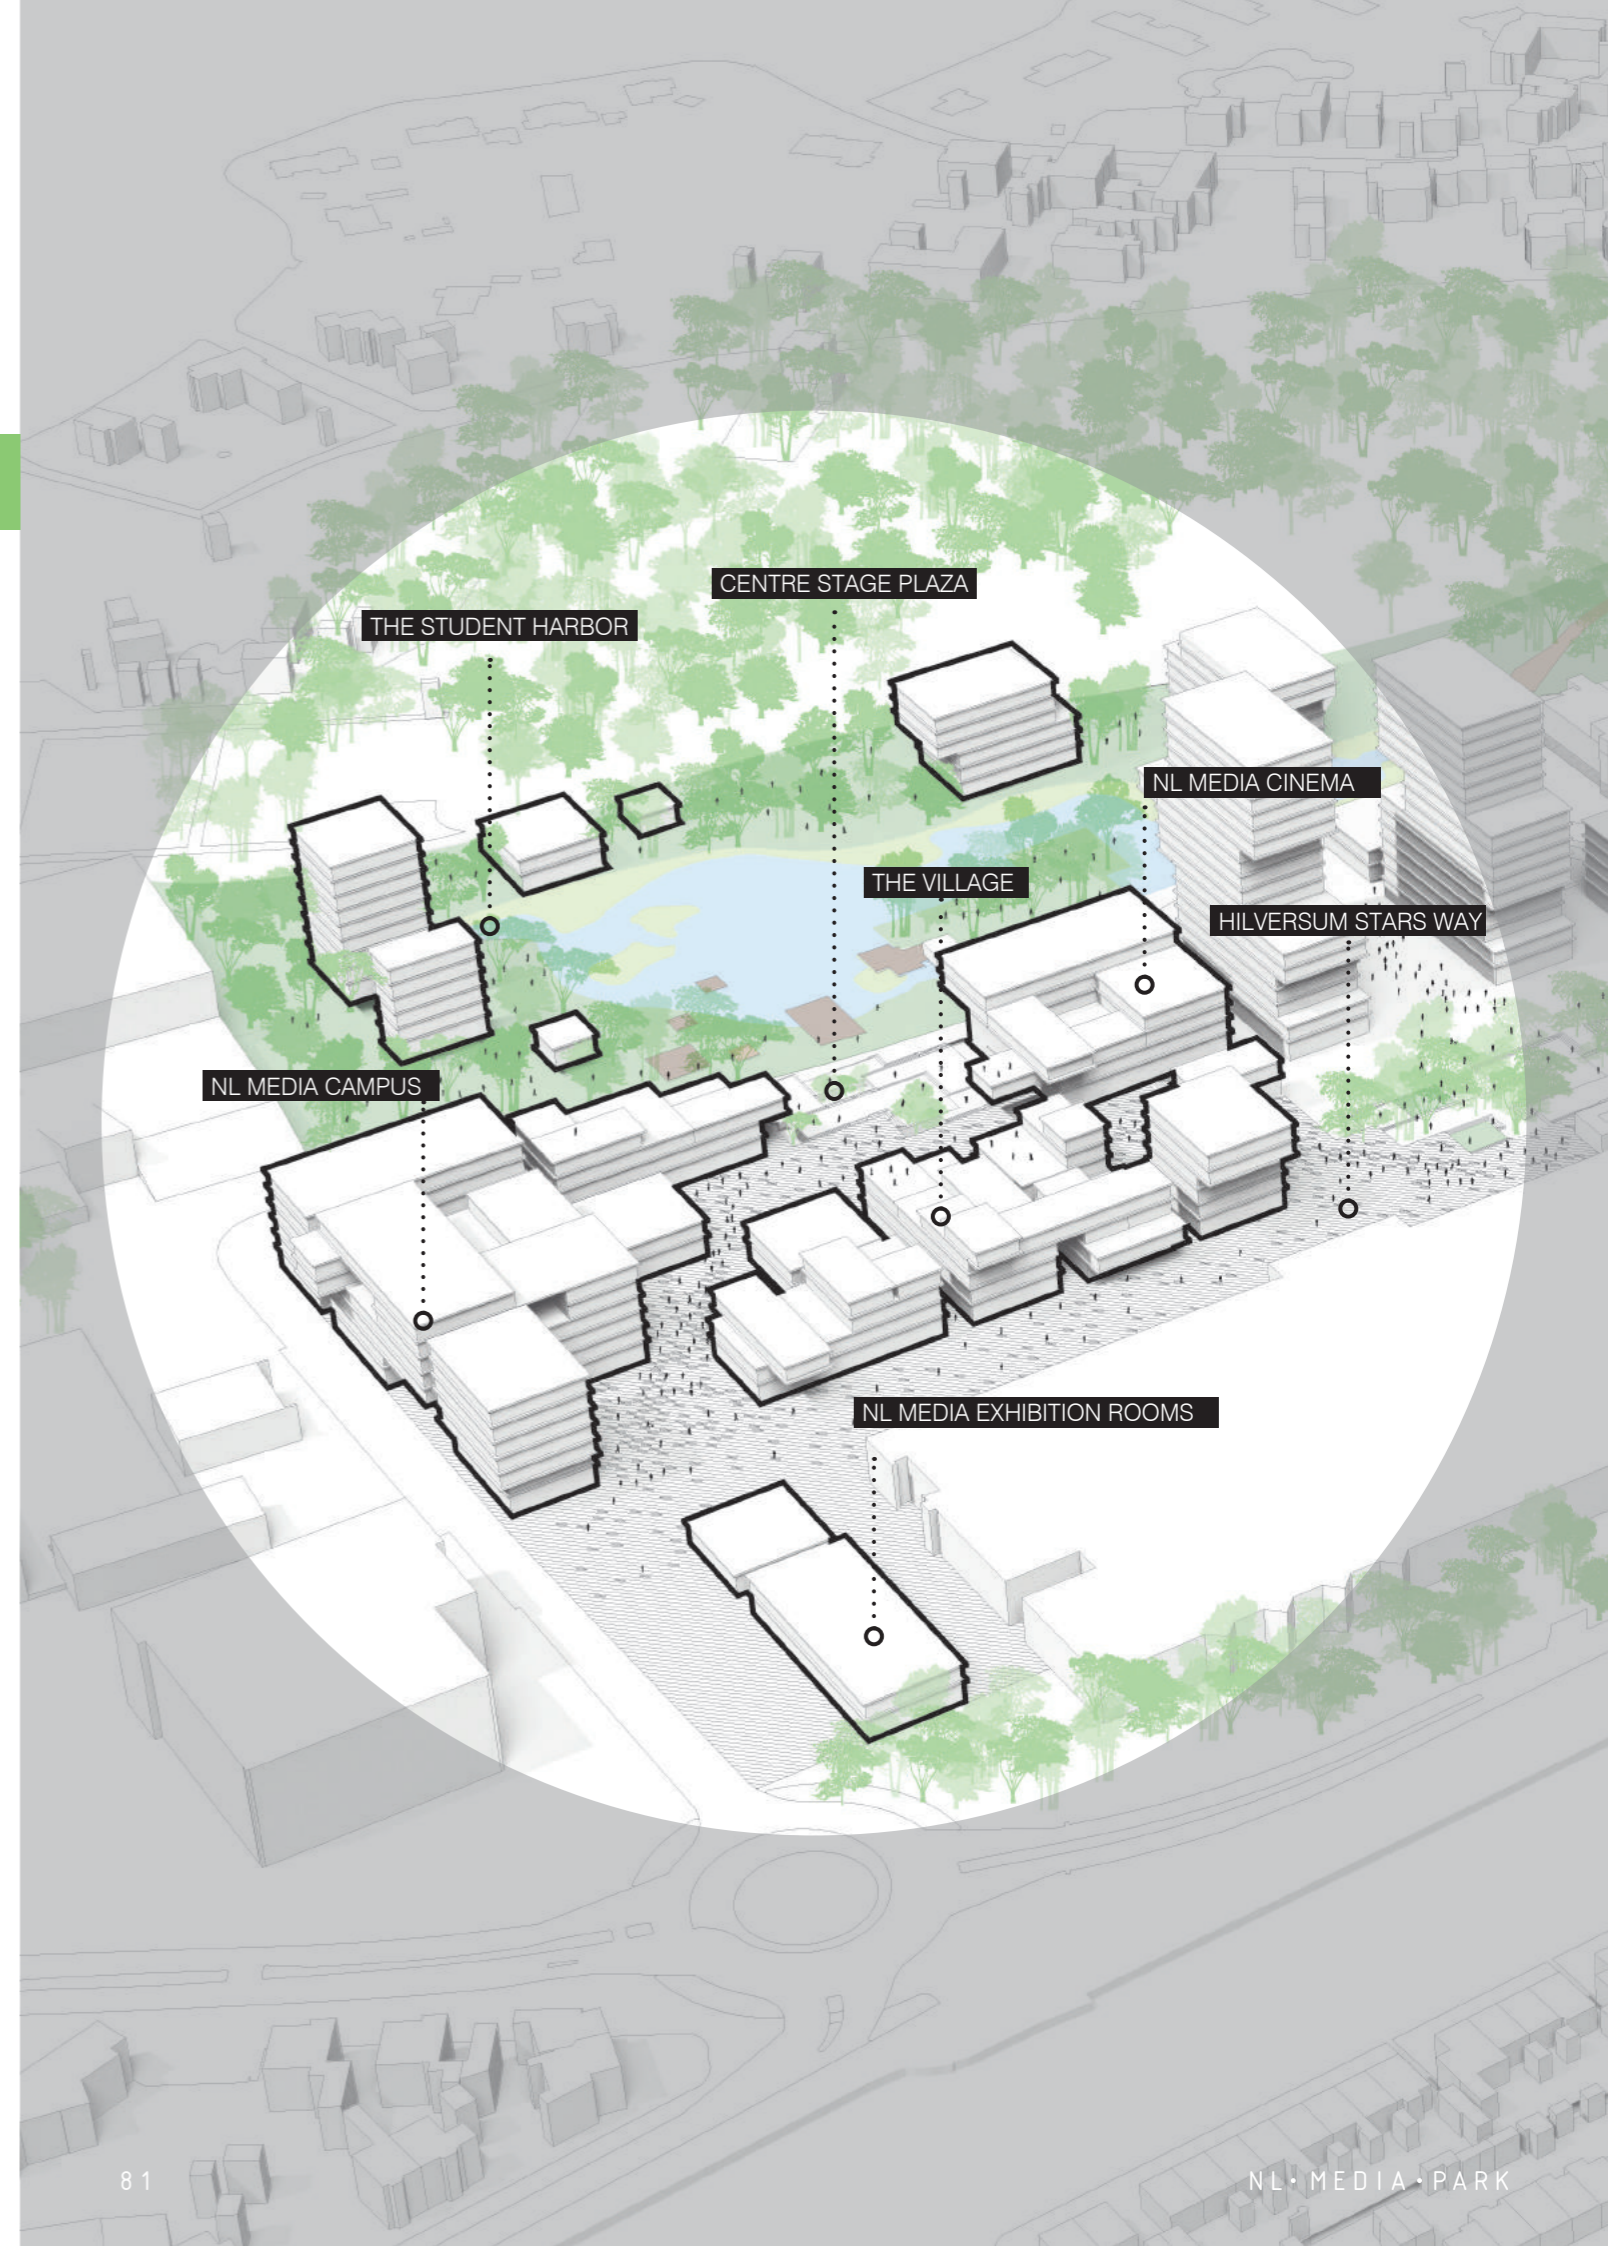 CENTRE STAGE PLAZA
THE STUDENT HARBOR
NL MEDIA CINEMA
THE VILLAGE
HILVERSUM STARS WAY
NL MEDIA CAMPUS
NL MEDIA EXHIBITION ROOMS
81
NL•MEDIA•PARK